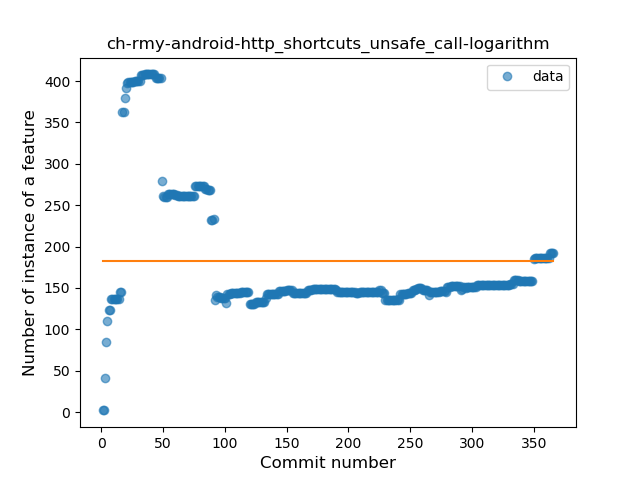 ch-rmy-android-http_shortcuts_unsafe_call-logarithm
data
Number of instance of a feature
400
350
300
250
200
150
100
50
0
0 50 100 150 200 250 300 350
Commit number